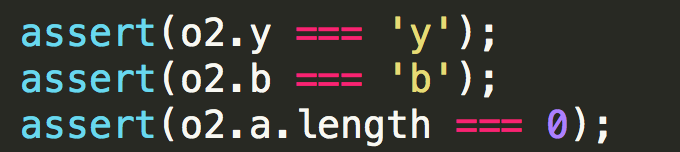 assert(o2.y === 'y');
assert(o2.b === 'b');
assert(o2.a.length === 0);